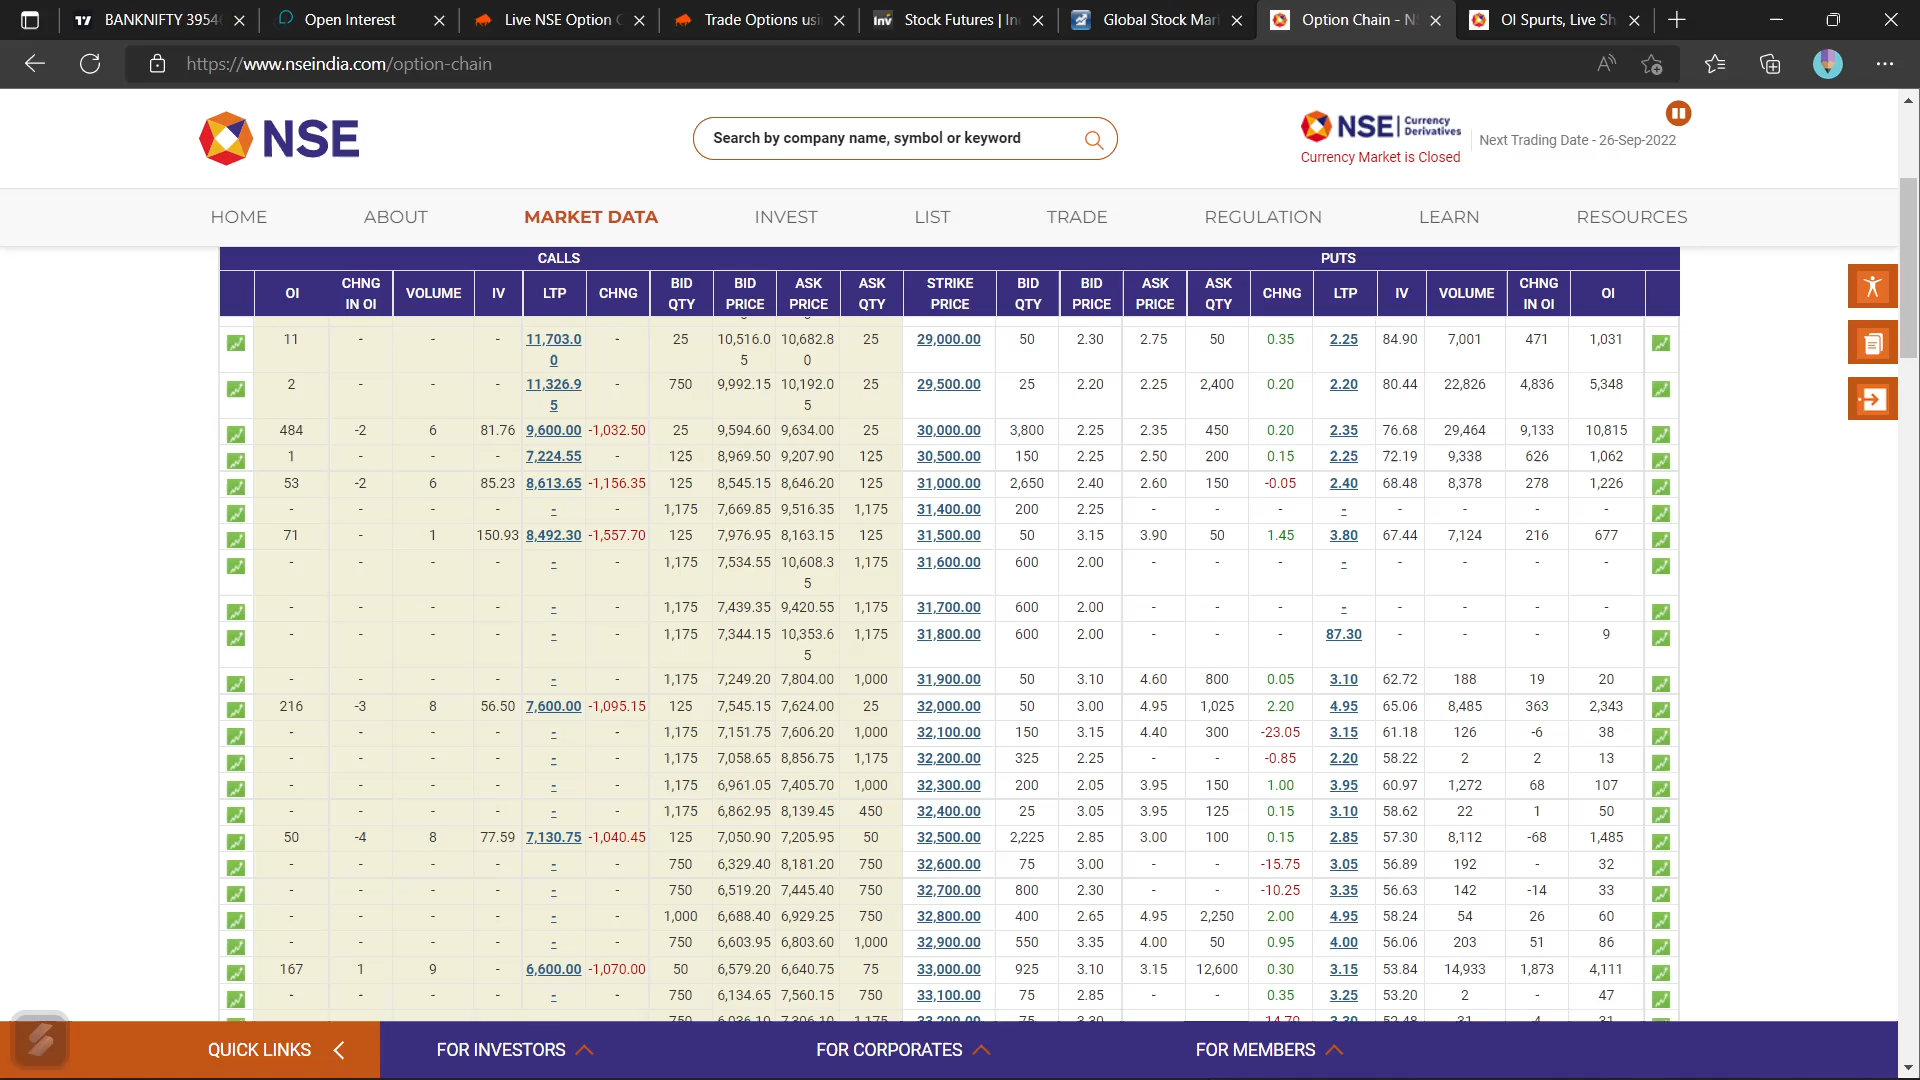 BANKNIFTY 3954
Open Interest
Live NSE Option C
Trade Options usi
Stock Futures | In
Global Stock Mar
Option Chain - NS
OI Spurts, Live Sh
https://www.nseindia.com/option-chain
NSE
Search by company name, symbol or keyword
NSE Currency Derivatives
Currency Market is Closed
Next Trading Date - 26-Sep-2022
HOME ABOUT MARKET DATA INVEST LIST TRADE REGULATION LEARN RESOURCES
CALLS PUTS
OI CHNG IN OI VOLUME IV LTP CHNG BID QTY BID PRICE ASK PRICE ASK QTY STRIKE PRICE BID QTY BID PRICE ASK PRICE ASK QTY CHNG LTP IV VOLUME CHNG IN OI OI
11 - - - 11,703.00 - 25 10,516.05 10,682.80 25 29,000.00 50 2.30 2.75 50 0.35 2.25 84.90 7,001 471 1,031
2 - - - 11,326.95 - 750 9,992.15 10,192.05 25 29,500.00 25 2.20 2.25 2,400 0.20 2.20 80.44 22,826 4,836 5,348
484 -2 6 81.76 9,600.00 -1,032.50 25 9,594.60 9,634.00 25 30,000.00 3,800 2.25 2.35 450 0.20 2.35 76.68 29,464 9,133 10,815
1 - - - 7,224.55 - 125 8,969.50 9,207.90 125 30,500.00 150 2.25 2.50 200 0.15 2.25 72.19 9,338 626 1,062
53 -2 6 85.23 8,613.65 -1,156.35 125 8,545.15 8,646.20 125 31,000.00 2,650 2.40 2.60 150 -0.05 2.40 68.48 8,378 278 1,226
- - - - - - 1,175 7,669.85 9,516.35 1,175 31,400.00 200 2.25 - - - - - - - -
71 - 1 150.93 8,492.30 -1,557.70 125 7,976.95 8,163.15 125 31,500.00 50 3.15 3.90 50 1.45 3.80 67.44 7,124 216 677
- - - - - - 1,175 7,534.55 10,608.35 1,175 31,600.00 600 2.00 - - - - - - - -
- - - - - - 1,175 7,439.35 9,420.55 1,175 31,700.00 600 2.00 - - - - - - - -
- - - - - - 1,175 7,344.15 10,353.65 1,175 31,800.00 600 2.00 - - - 87.30 - - - 9
- - - - - - 1,175 7,249.20 7,804.00 1,000 31,900.00 50 3.10 4.60 800 0.05 3.10 62.72 188 19 20
216 -3 8 56.50 7,600.00 -1,095.15 125 7,545.15 7,624.00 25 32,000.00 50 3.00 4.95 1,025 2.20 4.95 65.06 8,485 363 2,343
- - - - - - 1,175 7,151.75 7,606.20 1,000 32,100.00 150 3.15 4.40 300 -23.05 3.15 61.18 126 -6 38
- - - - - - 1,175 7,058.65 8,856.75 1,175 32,200.00 325 2.25 - - -0.85 2.20 58.22 2 2 13
- - - - - - 1,175 6,961.05 7,405.70 1,000 32,300.00 200 2.05 3.95 150 1.00 3.95 60.97 1,272 68 107
- - - - - - 1,175 6,862.95 8,139.45 450 32,400.00 25 3.05 3.95 125 0.15 3.10 58.62 22 1 50
50 -4 8 77.59 7,130.75 -1,040.45 125 7,050.90 7,205.95 50 32,500.00 2,225 2.85 3.00 100 0.15 2.85 57.30 8,112 -68 1,485
- - - - - - 750 6,329.40 8,181.20 750 32,600.00 75 3.00 - - -15.75 3.05 56.89 192 - 32
- - - - - - 750 6,519.20 7,445.40 750 32,700.00 800 2.30 - - -10.25 3.35 56.63 142 -14 33
- - - - - - 1,000 6,688.40 6,929.25 750 32,800.00 400 2.65 4.95 2,250 2.00 4.95 58.24 54 26 60
- - - - - - 750 6,603.95 6,803.60 1,000 32,900.00 550 3.35 4.00 50 0.95 4.00 56.06 203 51 86
167 1 9 - 6,600.00 -1,070.00 50 6,579.20 6,640.75 75 33,000.00 925 3.10 3.15 12,600 0.30 3.15 53.84 14,933 1,873 4,111
- - - - - - 750 6,134.65 7,560.15 750 33,100.00 75 2.85 - - 0.35 3.25 53.20 2 - 47
QUICK LINKS
FOR INVESTORS
FOR CORPORATES
FOR MEMBERS